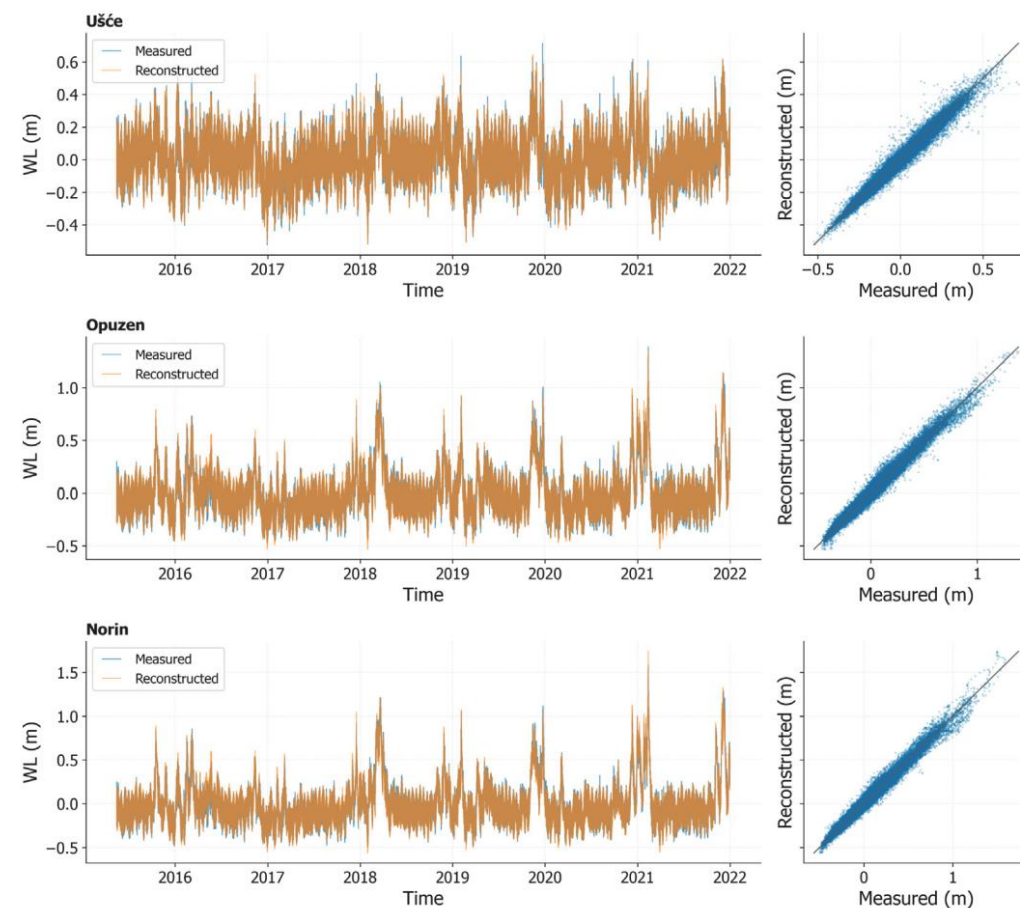 Ušće
Measured
Reconstructed
0.6
0.4
0.2
0.0
−0.2
−0.4
WL (m)
2016 2017 2018 2019 2020 2021 2022
Time
Reconstructed (m)
−0.5 0.0 0.5
Measured (m)
Opuzen
Measured
Reconstructed
1.0
0.5
0.0
−0.5
WL (m)
2016 2017 2018 2019 2020 2021 2022
Time
Reconstructed (m)
0 1
Measured (m)
Norin
Measured
Reconstructed
1.5
1.0
0.5
0.0
−0.5
WL (m)
2016 2017 2018 2019 2020 2021 2022
Time
Reconstructed (m)
0 1
Measured (m)